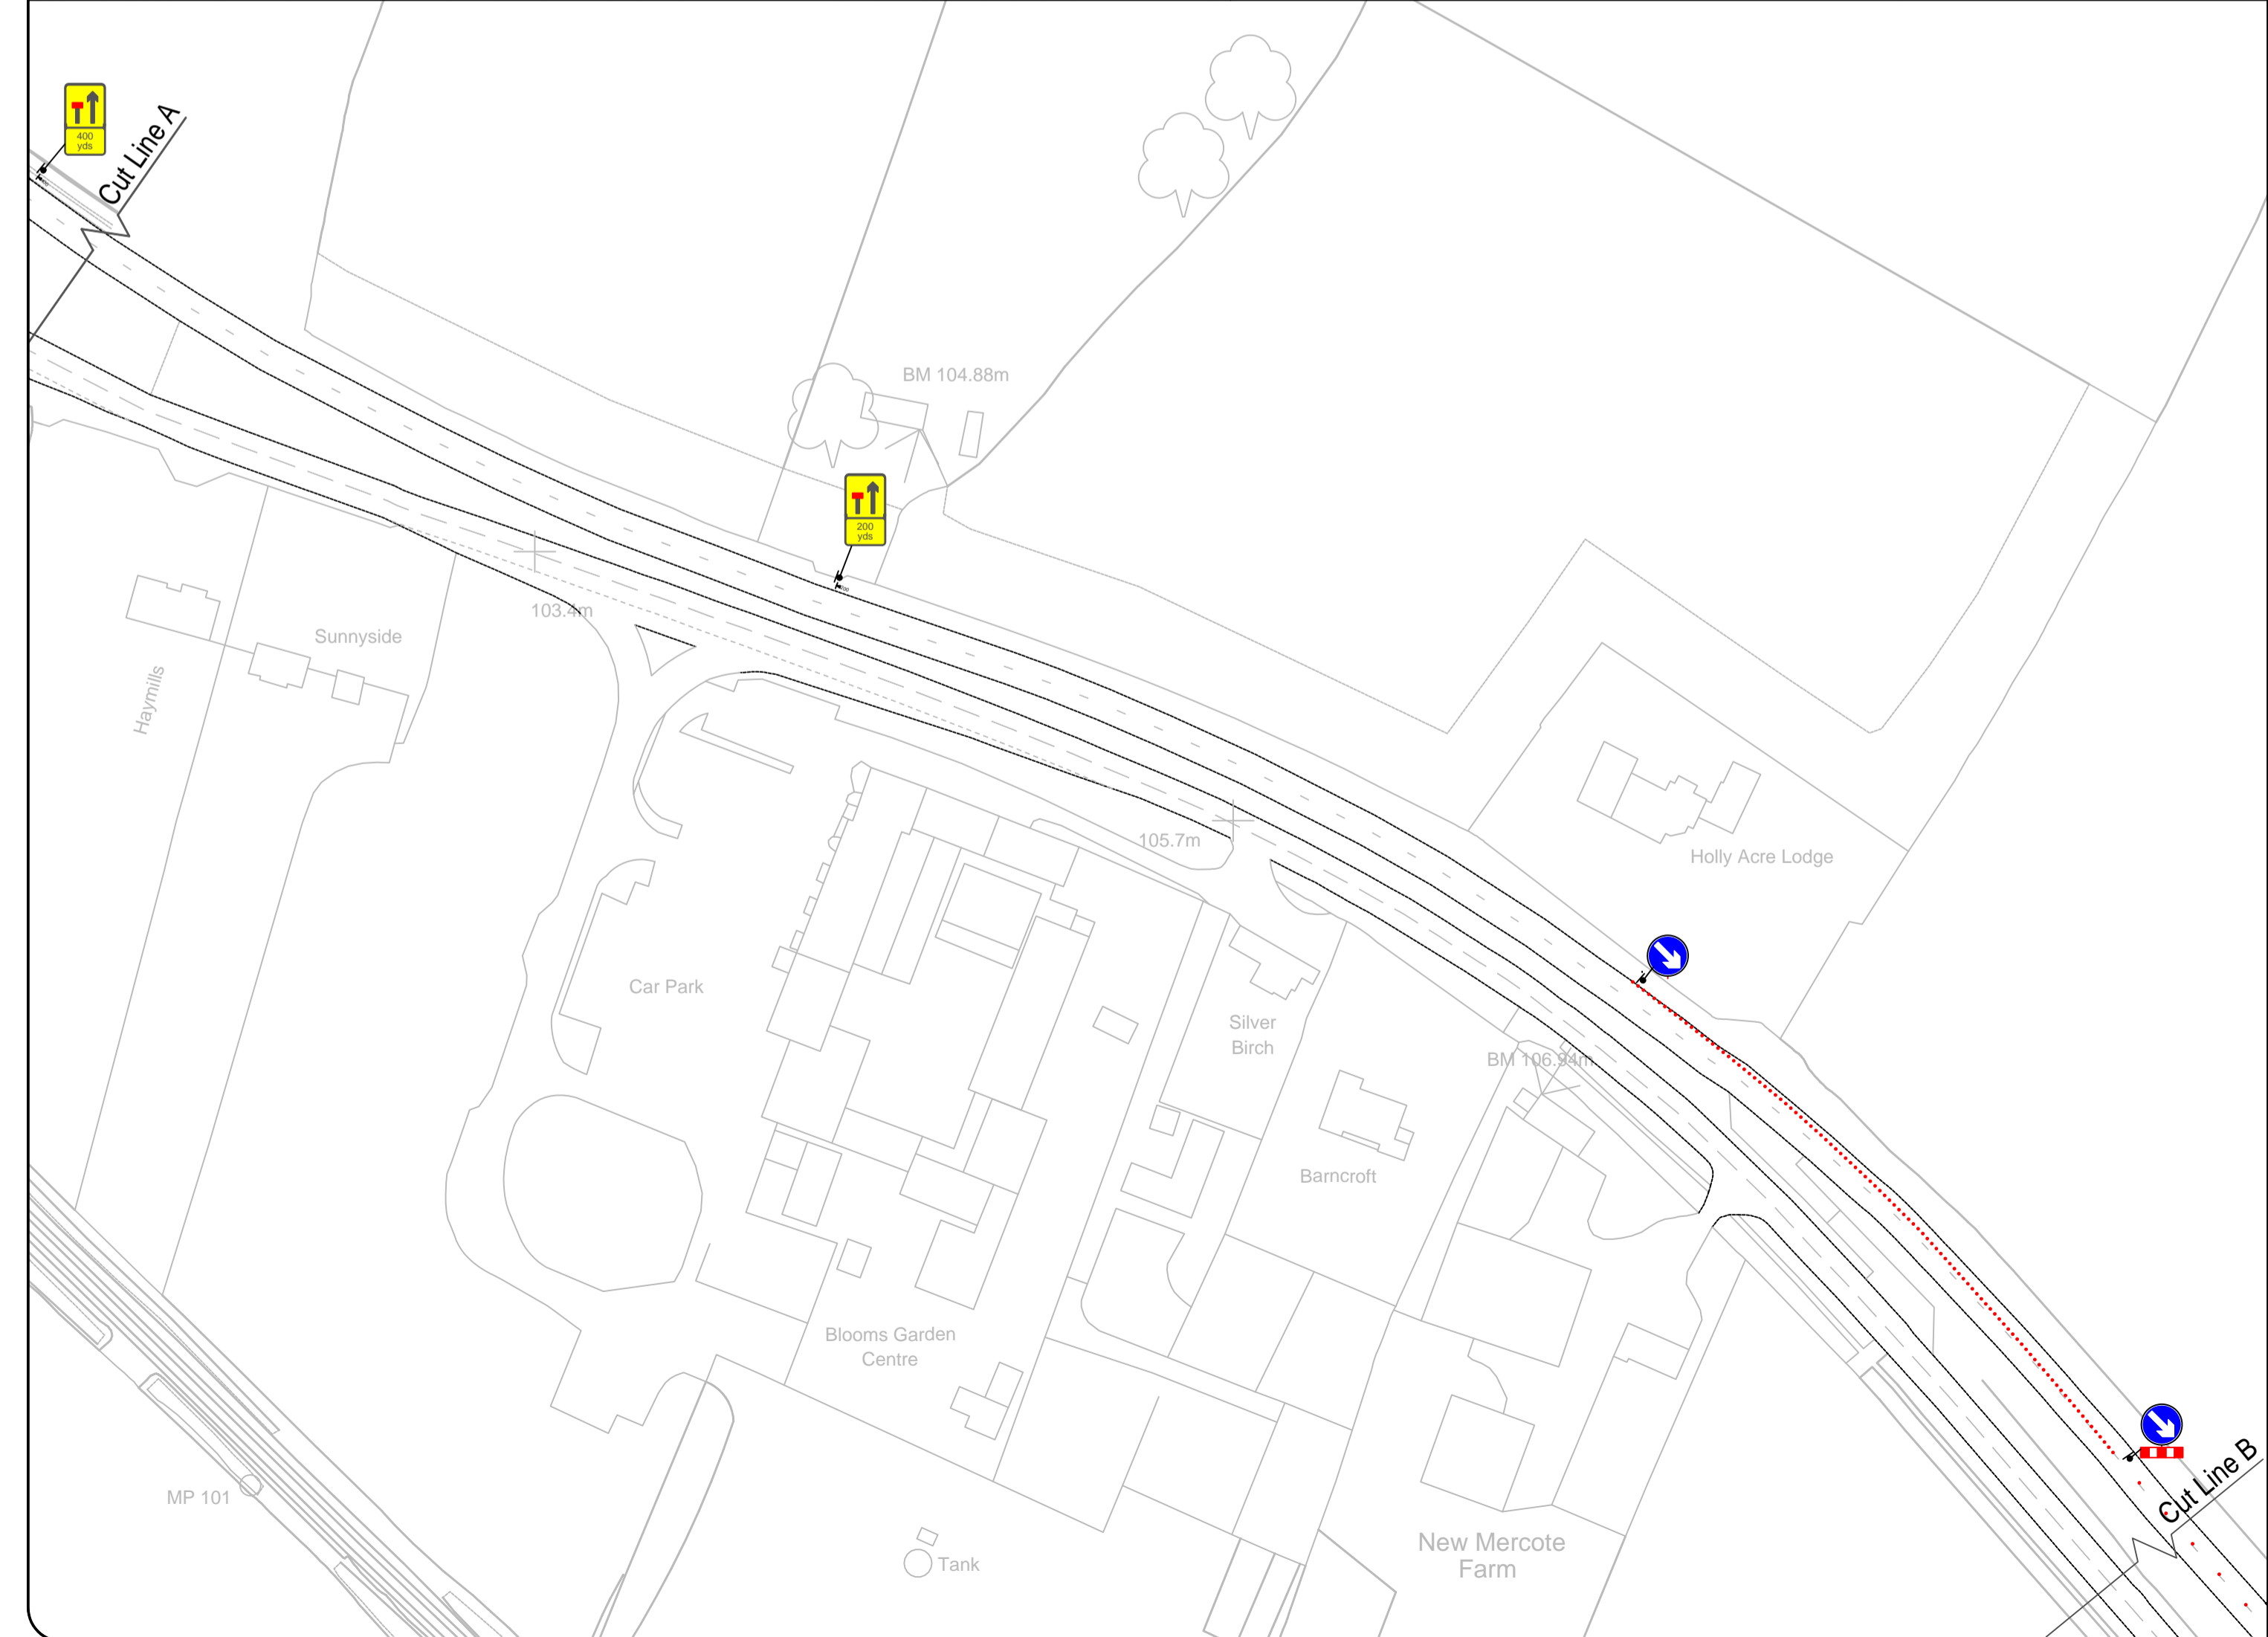 400
yds
Cut Line A
BM 104.88m
200
yds
103.4m
Sunnyside
Haymills
105.7m
Holly Acre Lodge
Car Park
Silver
Birch
BM 106.94m
Barncroft
Blooms Garden
Centre
MP 101
Cut Line B
New Mercote
Farm
Tank